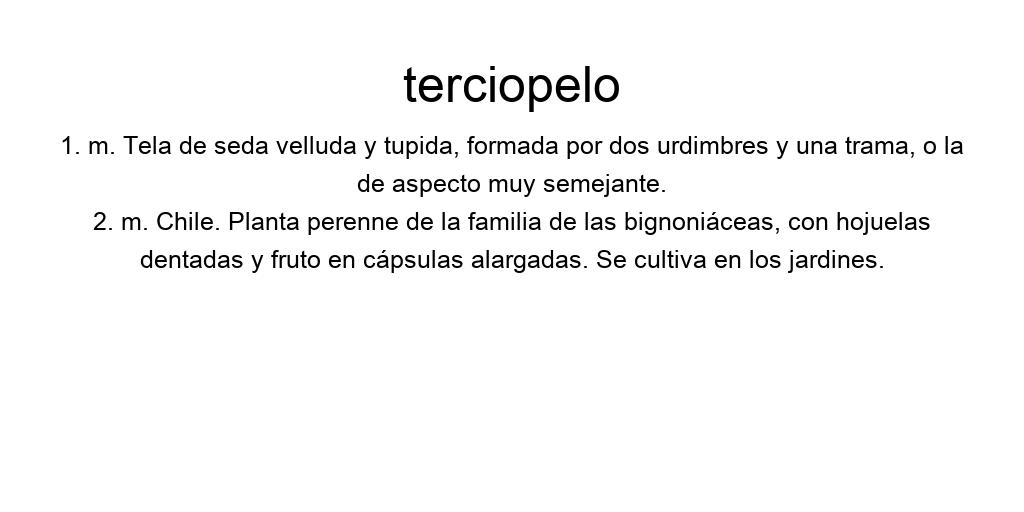 terciopelo
1. m. Tela de seda velluda y tupida, formada por dos urdimbres y una trama, o la
de aspecto muy semejante.
2. m. Chile. Planta perenne de la familia de las bignoniáceas, con hojuelas
dentadas y fruto en cápsulas alargadas. Se cultiva en los jardines.